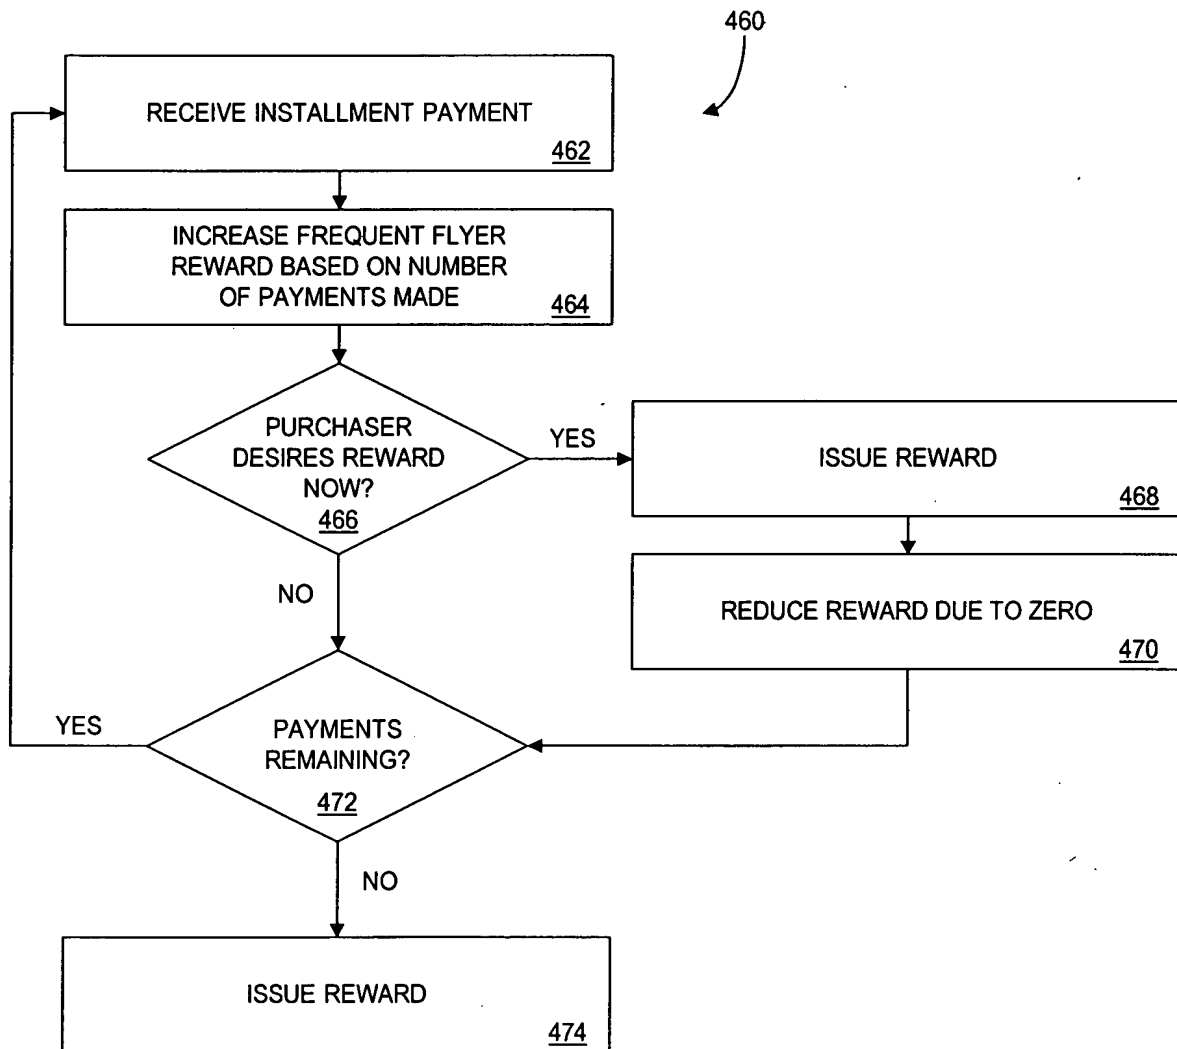 460
RECEIVE INSTALLMENT PAYMENT
462
INCREASE FREQUENT FLYER
REWARD BASED ON NUMBER
OF PAYMENTS MADE
464
PURCHASER
DESIRES REWARD
NOW?
466
YES
ISSUE REWARD
468
NO
REDUCE REWARD DUE TO ZERO
470
YES
PAYMENTS
REMAINING?
472
NO
ISSUE REWARD
474